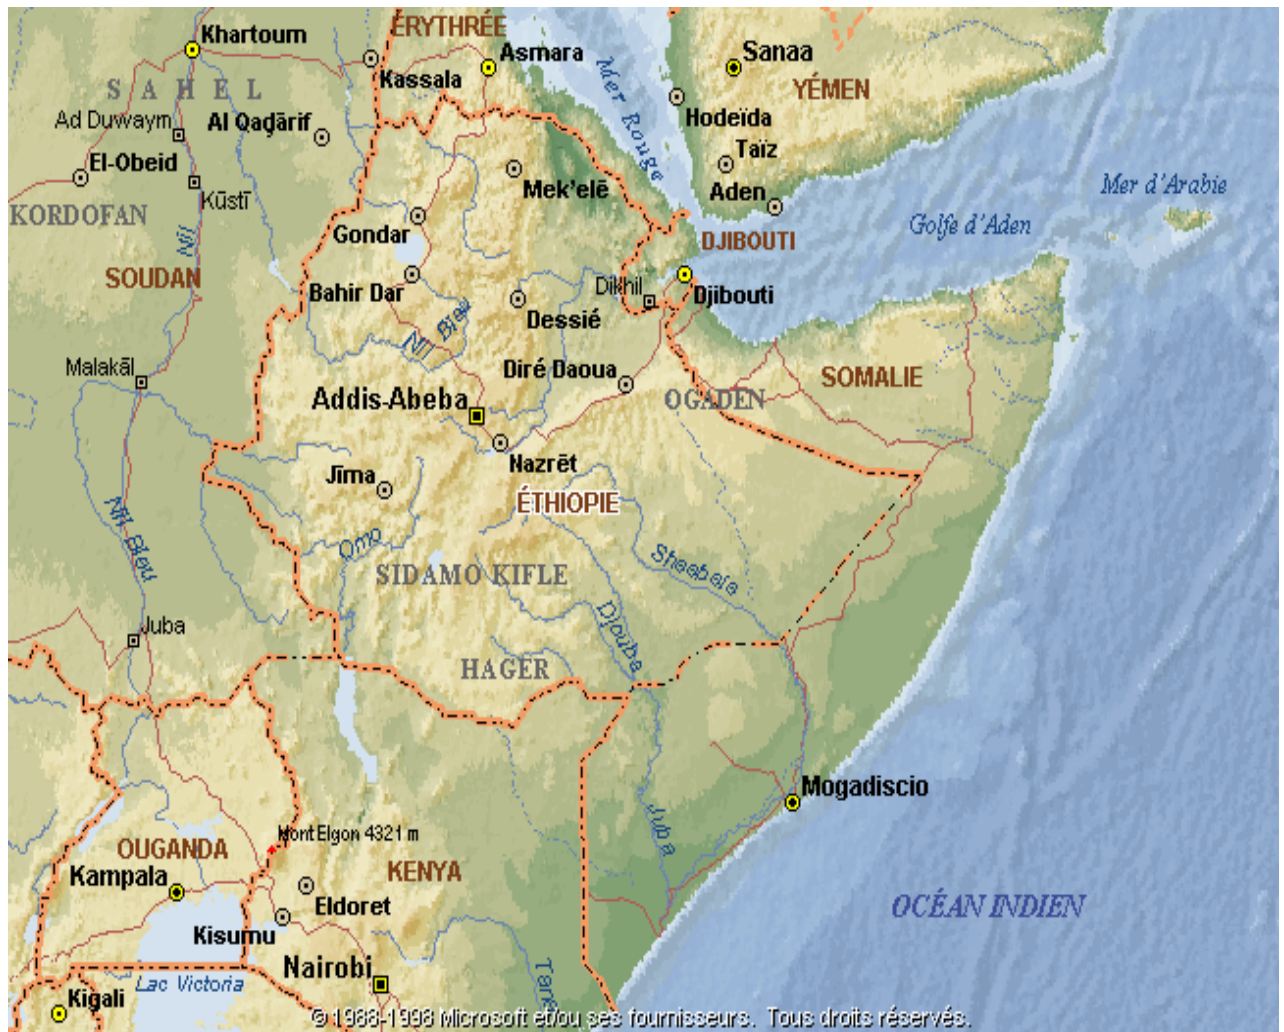 Khartoum
ÉRYTHRÉE
Asmara
Sanaa
Kassala
SAHEL
Mer Rouge
YÉMEN
Hodeïda
Ad Duwaym
Al Qaḑārif
Taïz
El-Obeid
Mek'elē
Aden
Mer d'Arabie
Kūstī
KORDOFAN
Gondar
Nil
DJIBOUTI
Golfe d'Aden
SOUDAN
Bahir Dar
Dikhil
Djibouti
Dessié
Nil Bleu
Malakāl
Diré Daoua
SOMALIE
Addis-Abeba
OGADEN
Nazrēt
Jīma
ÉTHIOPIE
Nil Bleu
Omo
Sheebele
SIDAMO KIFLE
Djouba
Juba
HAGER
Mogadiscio
Juba
Mont Elgon 4321 m
OUGANDA
KENYA
Kampala
Eldoret
OCÉAN INDIEN
Kisumu
Nairobi
Lac Victoria
Kigali
© 1988-1998 Microsoft et/ou ses fournisseurs. Tous droits réservés.